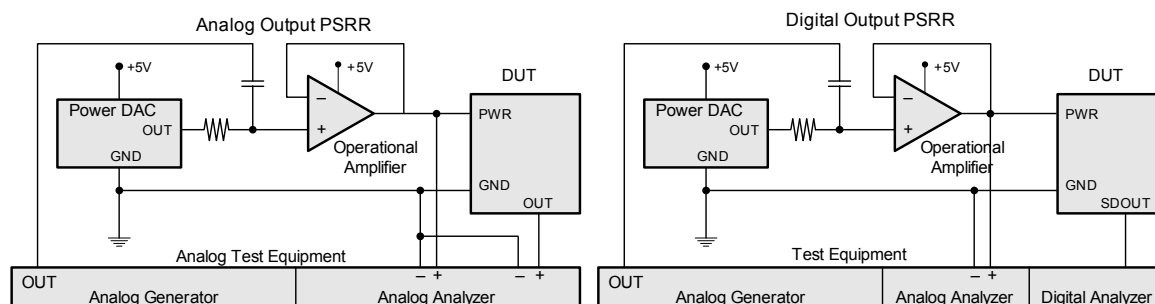 Analog Output PSRR
+5V
+5V
DUT
Power DAC
OUT
GND
−
+
Operational
Amplifier
PWR
GND
OUT
Analog Test Equipment
− +
− +
OUT
Analog Generator
Analog Analyzer
Digital Output PSRR
+5V
+5V
DUT
Power DAC
OUT
GND
−
+
Operational
Amplifier
PWR
GND
SDOUT
Test Equipment
− +
OUT
Analog Generator
Analog Analyzer
Digital Analyzer